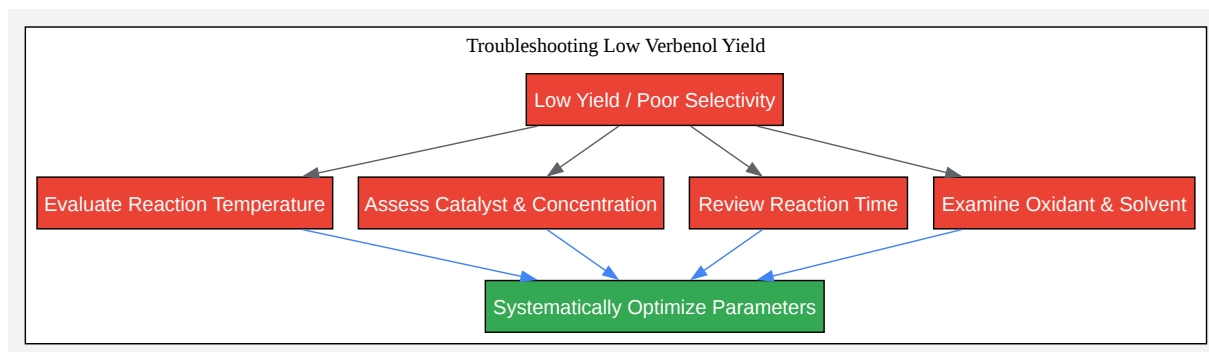 Troubleshooting Low Verbenol Yield
Low Yield / Poor Selectivity
Evaluate Reaction Temperature
Assess Catalyst & Concentration
Review Reaction Time
Examine Oxidant & Solvent
Systematically Optimize Parameters